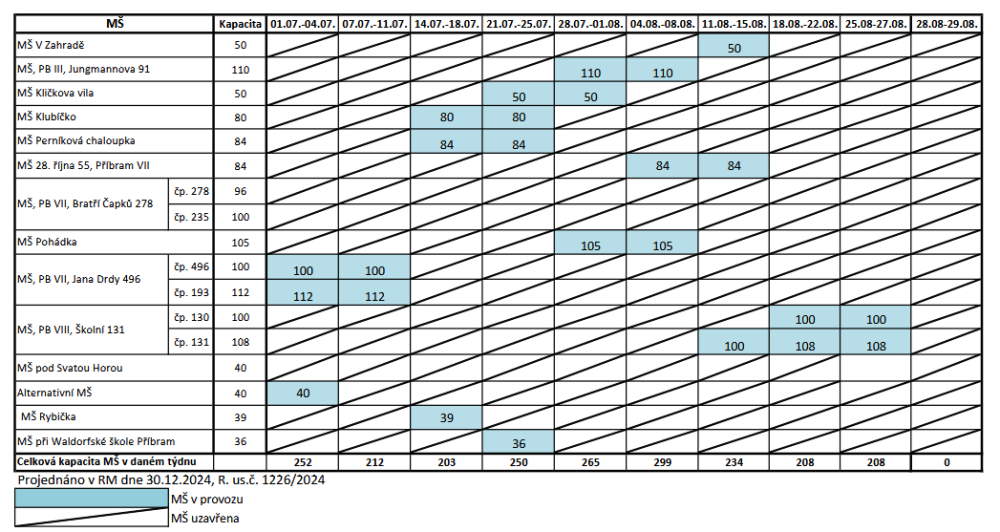 MŠ Kapacita 01.07.-04.07. 07.07.-11.07. 14.07.-18.07. 21.07.-25.07. 28.07.-01.08. 04.08.-08.08. 11.08.-15.08. 18.08.-22.08. 25.08-27.08. 28.08-29.08.
MŠ V Zahradě 50 50
MŠ, PB III, Jungmannova 91 110 110 110
MŠ Kličkova vila 50 50 50
MŠ Klubíčko 80 80 80
MŠ Perníková chaloupka 84 84 84
MŠ 28. října 55, Příbram VII 84 84 84
MŠ, PB VII, Bratří Čapků 278 čp. 278 96
čp. 235 100
MŠ Pohádka 105 105 105
MŠ, PB VII, Jana Drdy 496 čp. 496 100 100 100
čp. 193 112 112 112
MŠ, PB VIII, Školní 131 čp. 130 100 100 100
čp. 131 108 100 108 108
MŠ pod Svatou Horou 40
Alternativní MŠ 40 40
MŠ Rybička 39 39
MŠ při Waldorfské škole Příbram 36 36
Celková kapacita MŠ v daném týdnu 252 212 203 250 265 299 234 208 208 0
Projednáno v RM dne 30.12.2024, R. us.č. 1226/2024
MŠ v provozu
MŠ uzavřena